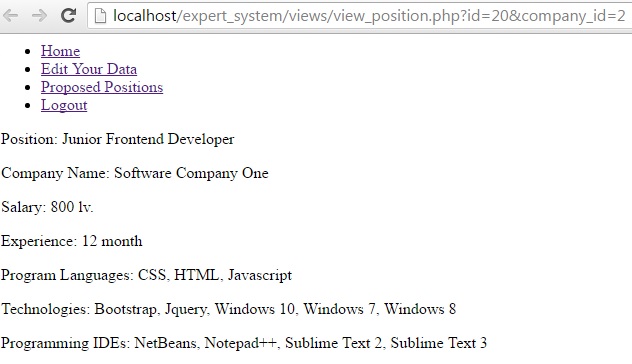 localhost/expert_system/views/view_position.php?id=20&company_id=2
Home
Edit Your Data
Proposed Positions
Logout
Position: Junior Frontend Developer
Company Name: Software Company One
Salary: 800 lv.
Experience: 12 month
Program Languages: CSS, HTML, Javascript
Technologies: Bootstrap, Jquery, Windows 10, Windows 7, Windows 8
Programming IDEs: NetBeans, Notepad++, Sublime Text 2, Sublime Text 3